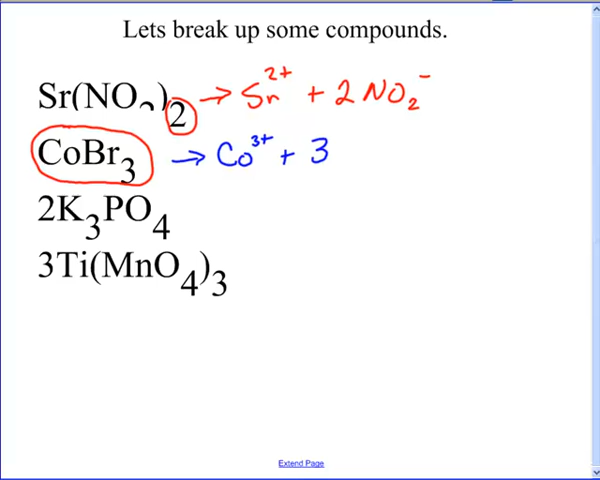 Lets break up some compounds.
Sr(NO₂)₂ → Sr²⁺ + 2 NO₂⁻
CoBr₃ → Co³⁺ + 3
2K₃PO₄
3Ti(MnO₄)₃
Extend Page